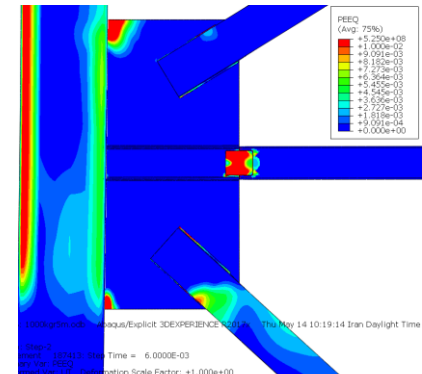 PEEQ
(Avg: 75%)
+5.250e+08
+1.000e-02
+9.091e-03
+8.182e-03
+7.273e-03
+6.364e-03
+5.455e-03
+4.545e-03
+3.636e-03
+2.727e-03
+1.818e-03
+9.091e-04
+0.000e+00
Abaqus/Explicit 3DEXPERIENCE Thu May 14 10:19:14 Iran Daylight Time
Time = 6.0000E-03
Deformation Scale Factor: +1.000e+00